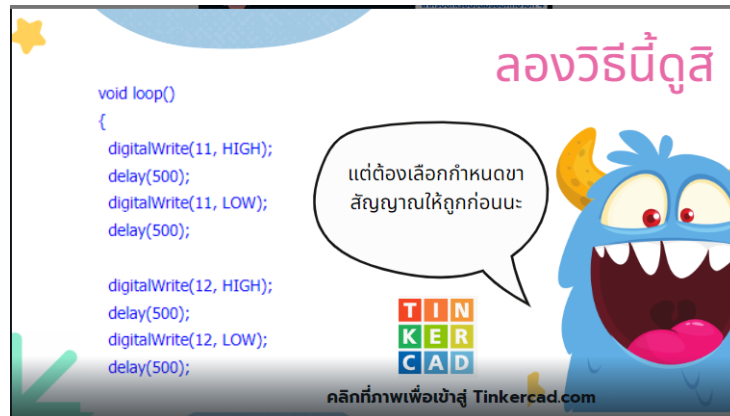 ลองวิธีนี้ดูสิ
void loop()
{
digitalWrite(11, HIGH);
delay(500);
digitalWrite(11, LOW);
delay(500);
digitalWrite(12, HIGH);
delay(500);
digitalWrite(12, LOW);
delay(500);
แต่ต้องเลือกกำหนดขา
สัญญาณให้ถูกก่อนนะ
TIN
KER
CAD
คลิกที่ภาพเพื่อเข้าสู่ Tinkercad.com